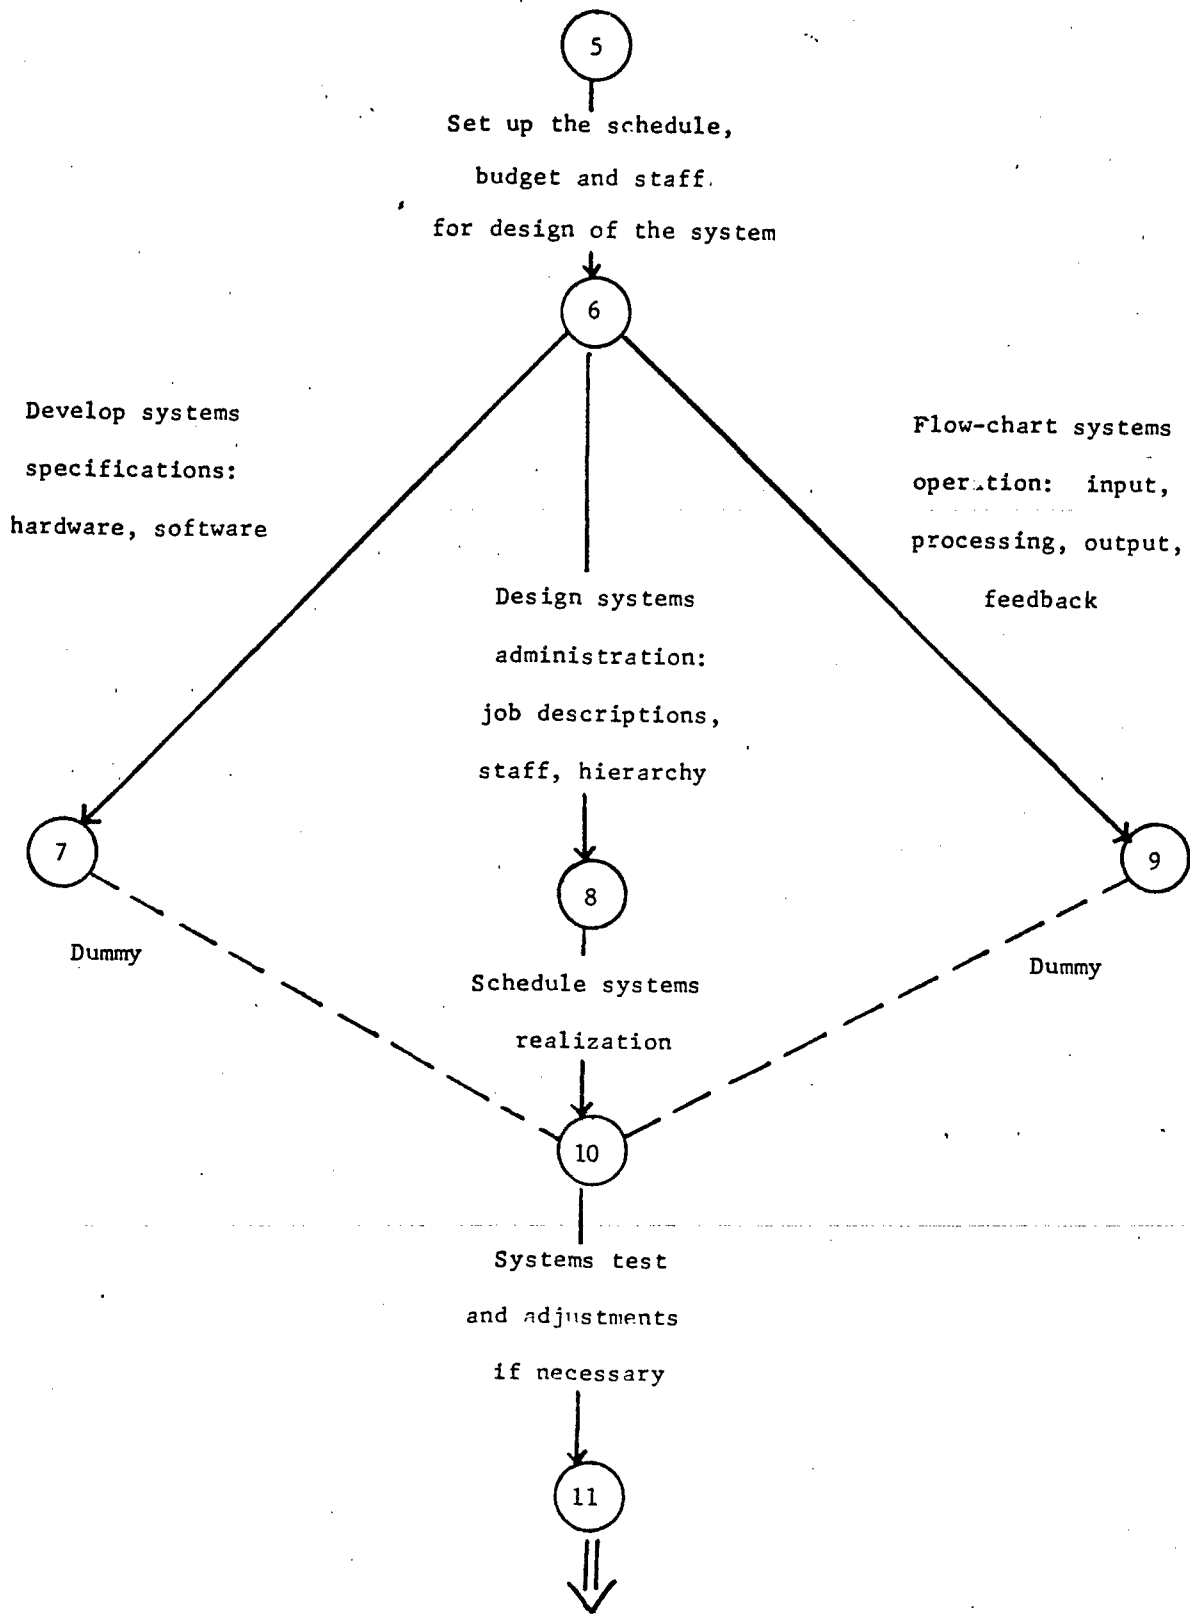 5
Set up the schedule,
budget and staff
for design of the system
6
Develop systems
specifications:
hardware, software
Flow-chart systems
operation: input,
processing, output,
feedback
Design systems
administration:
job descriptions,
staff, hierarchy
7
8
9
Dummy
Dummy
Schedule systems
realization
10
Systems test
and adjustments
if necessary
11